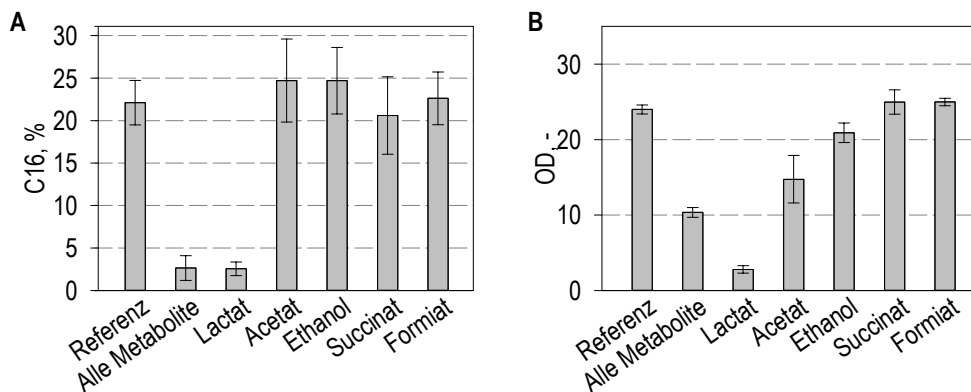 A
C16, %
30
25
20
15
10
5
0
Referenz
Alle Metabolite
Lactat
Acetat
Ethanol
Succinat
Formiat
B
OD, -
30
20
10
0
Referenz
Alle Metabolite
Lactat
Acetat
Ethanol
Succinat
Formiat